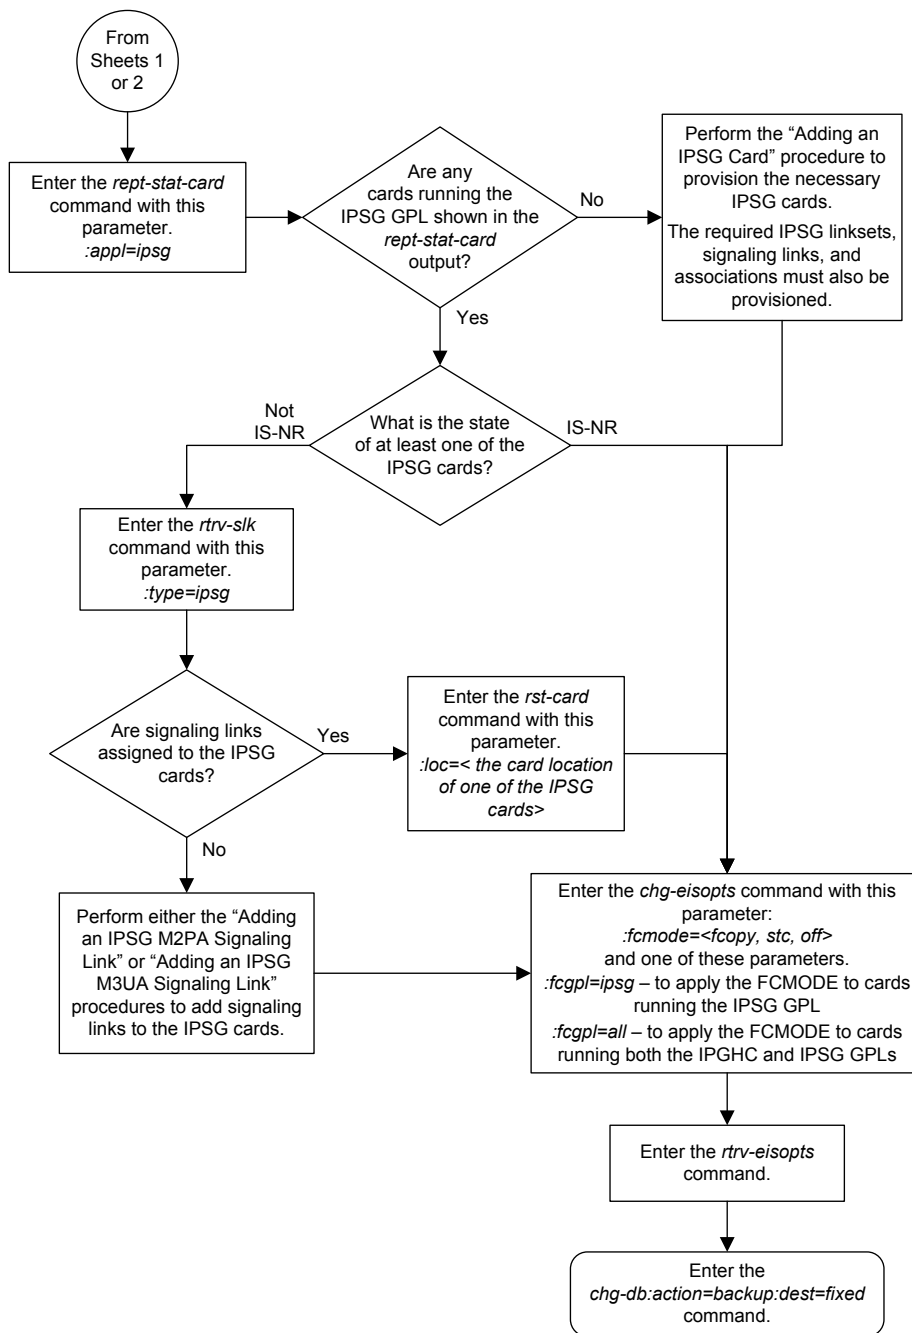 From
Sheets 1
or 2
Enter the rept-stat-card
command with this
parameter.
:appl=ipsg
Are any
cards running the
IPSG GPL shown in the
rept-stat-card
output?
No
Yes
Perform the “Adding an
IPSG Card” procedure to
provision the necessary
IPSG cards.
The required IPSG linksets,
signaling links, and
associations must also be
provisioned.
What is the state
of at least one of the
IPSG cards?
Not
IS-NR
IS-NR
Enter the rtrv-slk
command with this
parameter.
:type=ipsg
Are signaling links
assigned to the IPSG
cards?
Yes
No
Enter the rst-card
command with this
parameter.
:loc=< the card location
of one of the IPSG
cards>
Perform either the “Adding
an IPSG M2PA Signaling
Link” or “Adding an IPSG
M3UA Signaling Link”
procedures to add signaling
links to the IPSG cards.
Enter the chg-eisopts command with this
parameter:
:fcmode=<fcopy, stc, off>
and one of these parameters.
:fcgpl=ipsg – to apply the FCMODE to cards
running the IPSG GPL
:fcgpl=all – to apply the FCMODE to cards
running both the IPGHC and IPSG GPLs
Enter the rtrv-eisopts
command.
Enter the
chg-db:action=backup:dest=fixed
command.